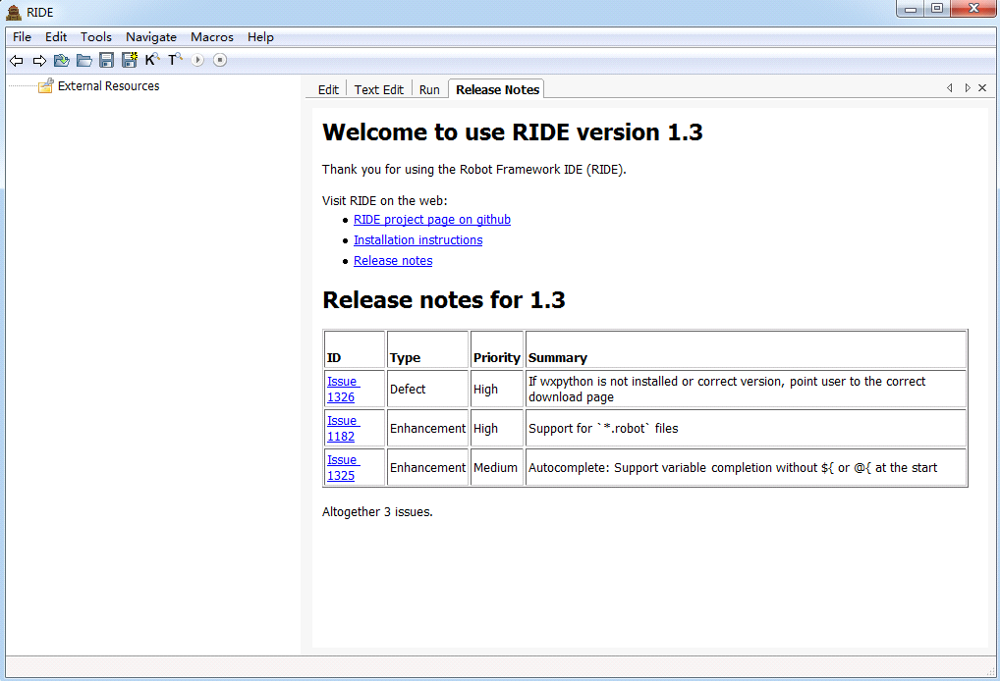 RIDE
File Edit Tools Navigate Macros Help
K T
External Resources
Edit Text Edit Run Release Notes
Welcome to use RIDE version 1.3
Thank you for using the Robot Framework IDE (RIDE).
Visit RIDE on the web:
• RIDE project page on github
• Installation instructions
• Release notes
Release notes for 1.3
ID Type Priority Summary
Issue 1326 Defect High If wxpython is not installed or correct version, point user to the correct
download page
Issue 1182 Enhancement High Support for `*.robot` files
Issue 1325 Enhancement Medium Autocomplete: Support variable completion without ${ or @{ at the start
Altogether 3 issues.